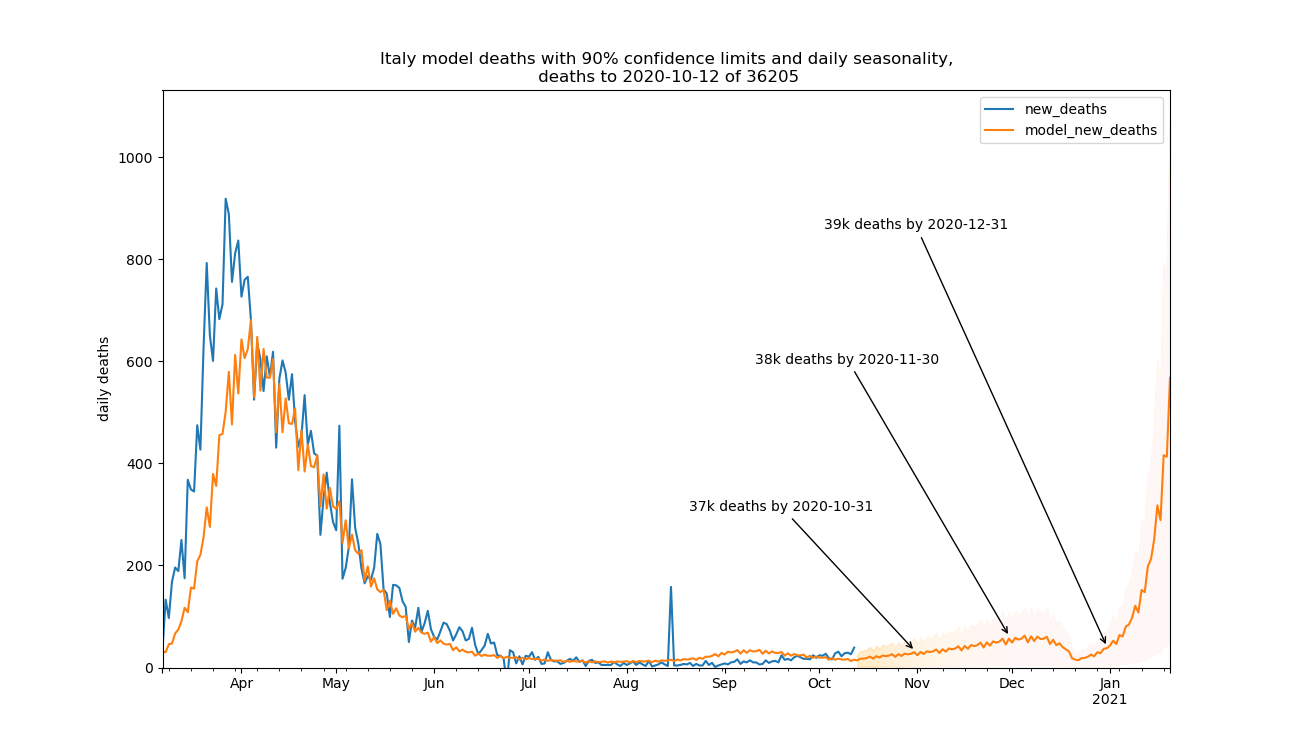 Italy model deaths with 90% confidence limits and daily seasonality,
deaths to 2020-10-12 of 36205
new_deaths
model_new_deaths
daily deaths
1000
800
600
400
200
0
39k deaths by 2020-12-31
38k deaths by 2020-11-30
37k deaths by 2020-10-31
Apr May Jun Jul Aug Sep Oct Nov Dec Jan
2021